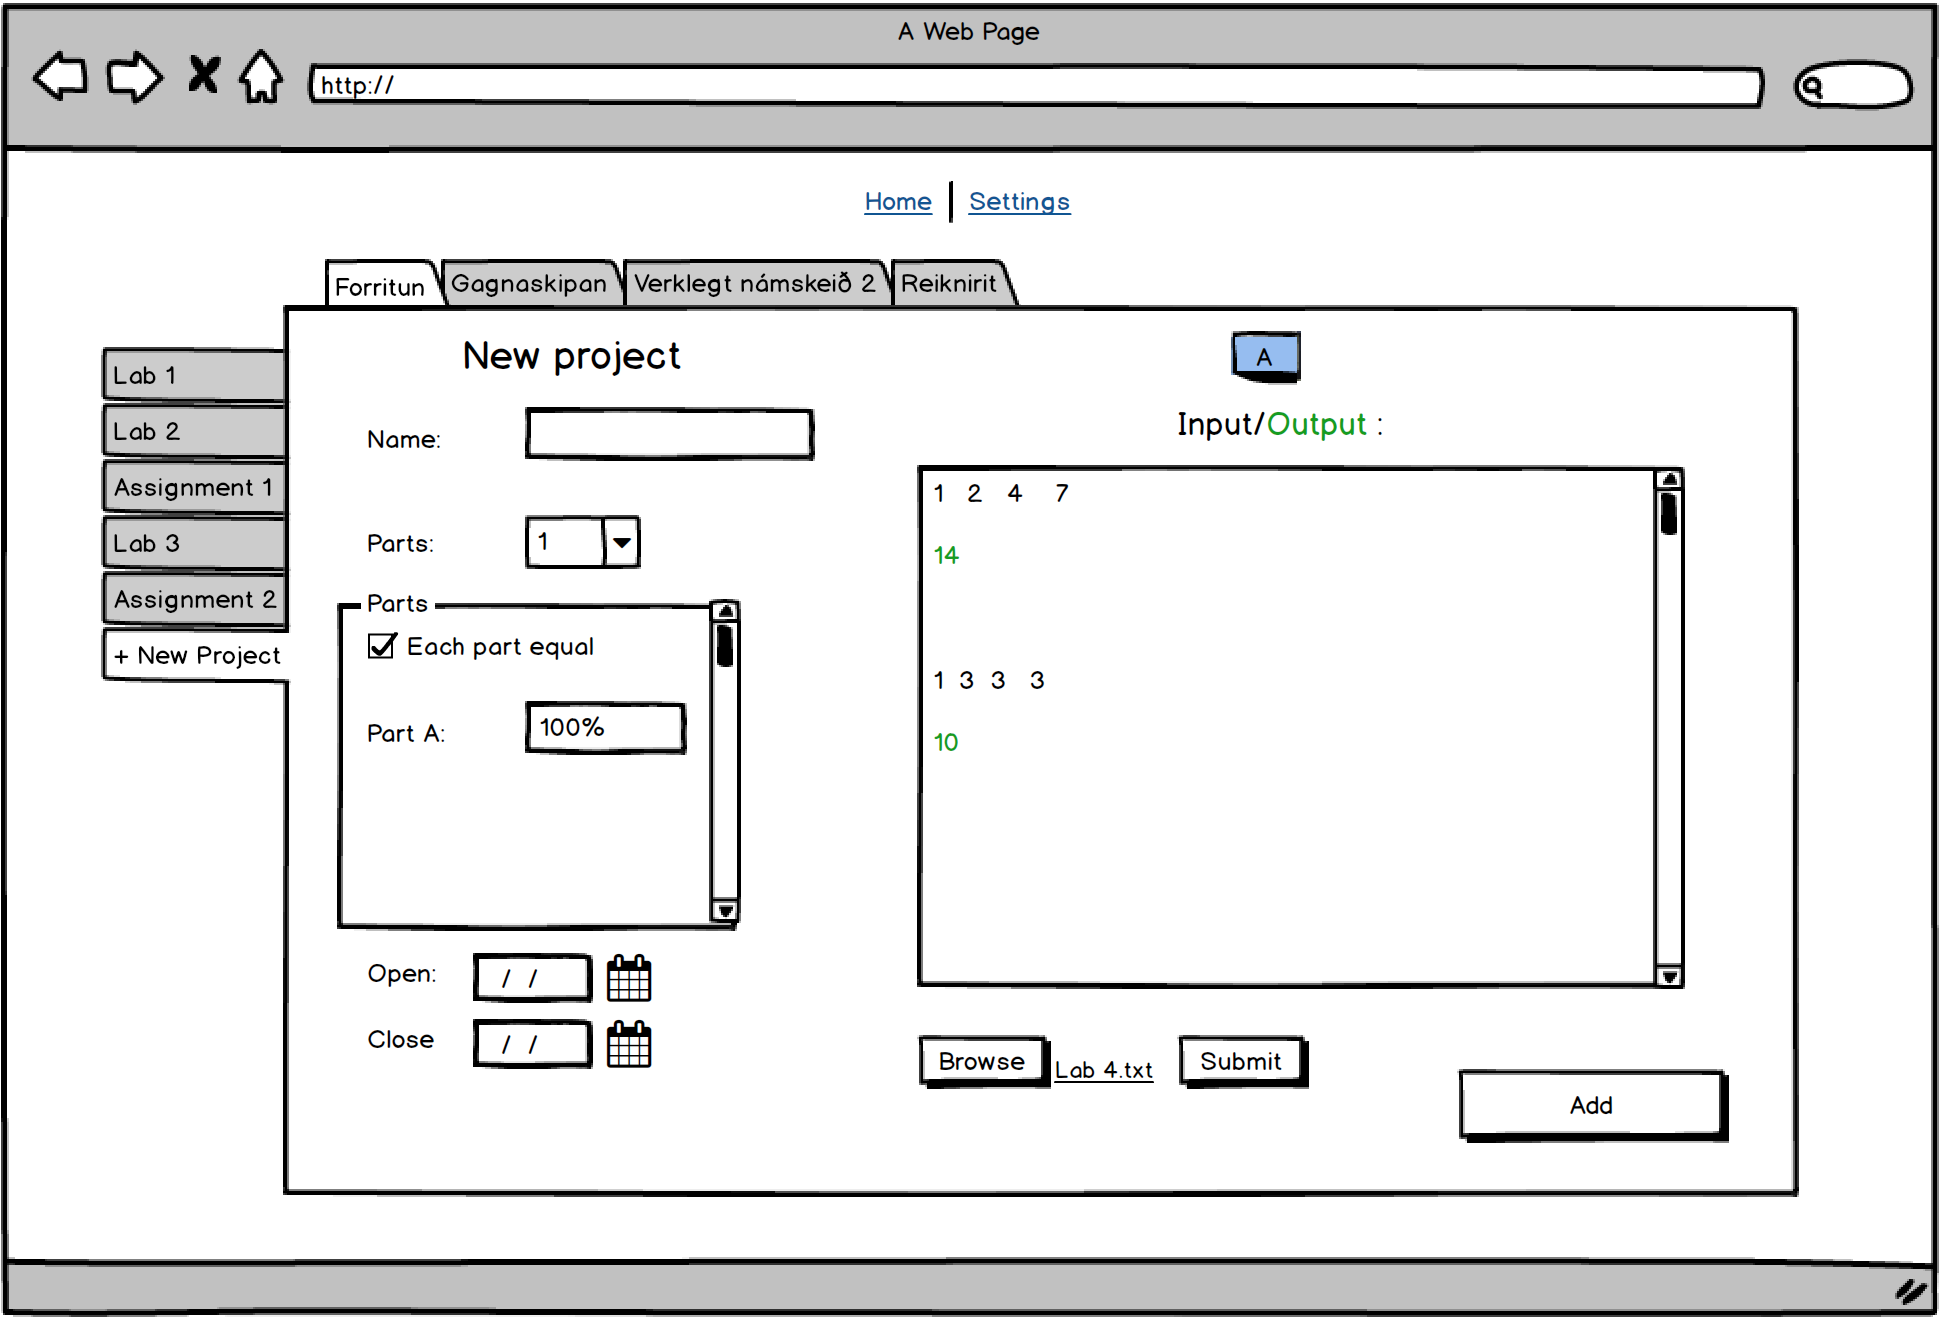 A Web Page
http://
Home Settings
Forritun Gagnaskipan Verklegt námskeið 2 Reiknirit
Lab 1
Lab 2
Assignment 1
Lab 3
Assignment 2
+ New Project
New project
Name:
Parts: 1
Parts
Each part equal
Part A: 100%
Open: / /
Close / /
A
Input/Output :
1 2 4 7
14
1 3 3 3
10
Browse Lab 4.txt Submit
Add